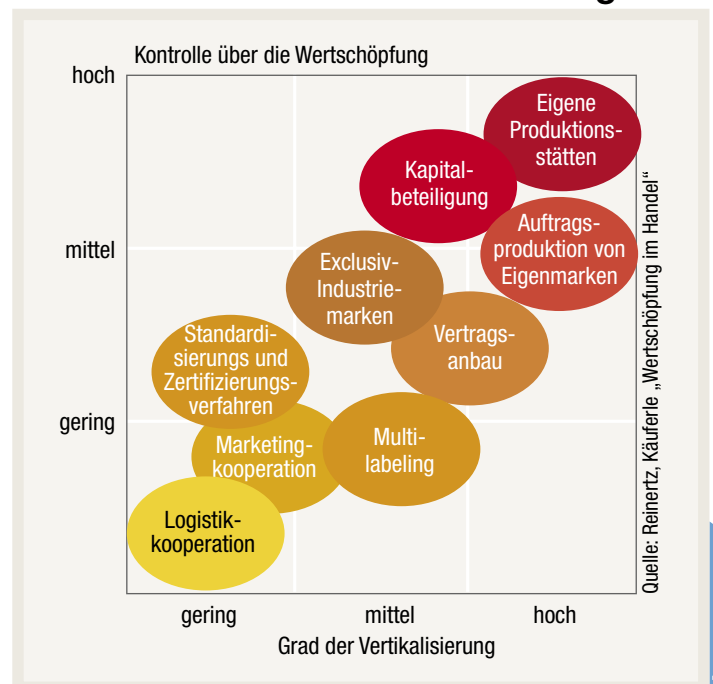 Kontrolle über die Wertschöpfung
hoch
Eigene
Produktions-
stätten
Kapital-
beteiligung
Auftrags-
produktion von
Eigenmarken
mittel
Exclusiv-
Industrie-
marken
Vertrags-
anbau
Standardi-
sierungs und
Zertifizierungs-
verfahren
gering
Marketing-
kooperation
Multi-
labeling
Logistik-
kooperation
gering
mittel
hoch
Grad der Vertikalisierung
Quelle: Reinertz, Käuferle „Wertschöpfung im Handel“